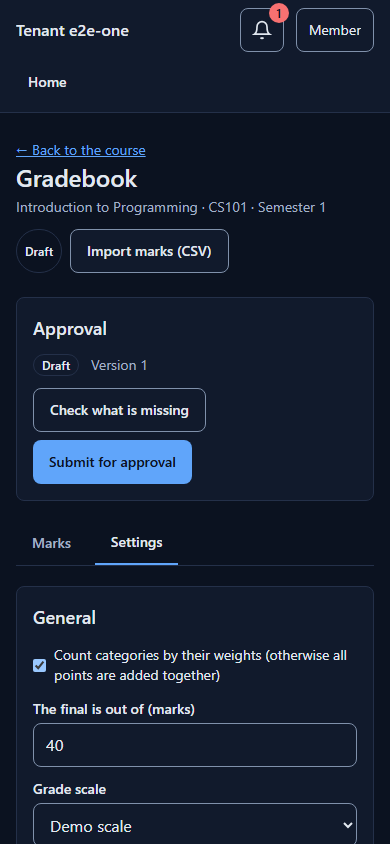 Tenant e2e-one
1
Member
Home
← Back to the course
Gradebook
Introduction to Programming · CS101 · Semester 1
Draft
Import marks (CSV)
Approval
Draft
Version 1
Check what is missing
Submit for approval
Marks
Settings
General
Count categories by their weights (otherwise all
points are added together)
The final is out of (marks)
40
Grade scale
Demo scale